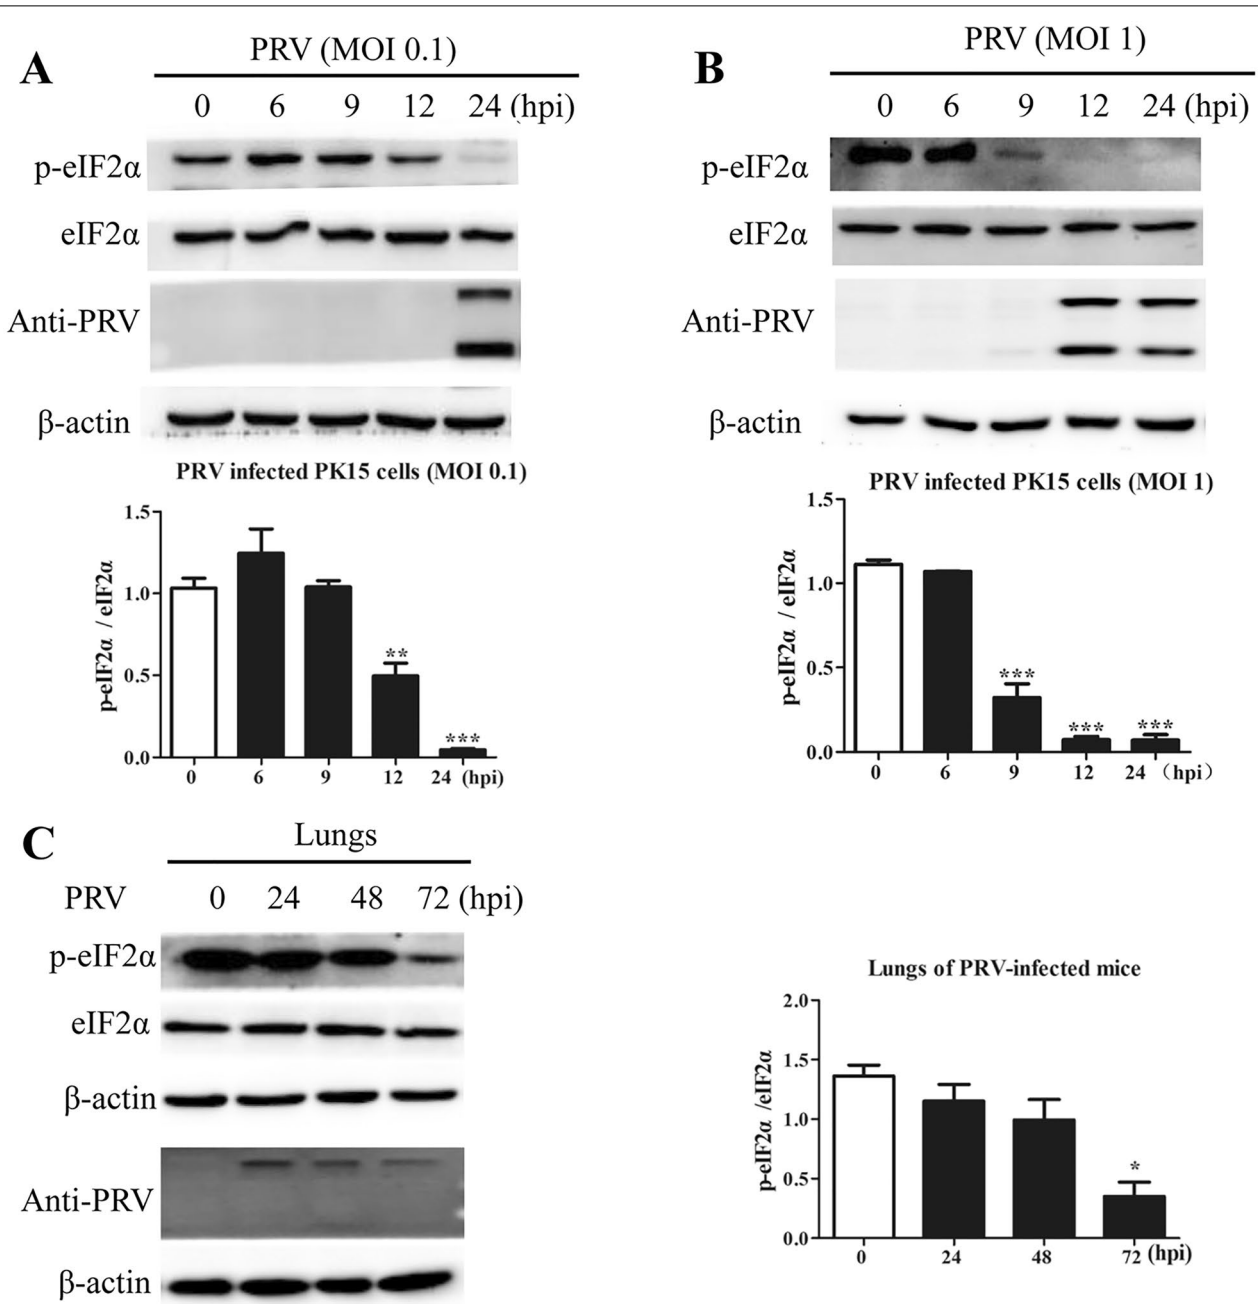 A
PRV (MOI 0.1)
0 6 9 12 24 (hpi)
p-eIF2α
eIF2α
Anti-PRV
β-actin
PRV infected PK15 cells (MOI 0.1)
p-eIF2α / eIF2α
1.5
1.0
0.5
0.0
**
***
0 6 9 12 24 (hpi)
B
PRV (MOI 1)
0 6 9 12 24 (hpi)
p-eIF2α
eIF2α
Anti-PRV
β-actin
PRV infected PK15 cells (MOI 1)
p-eIF2α / eIF2α
1.5
1.0
0.5
0.0
*** *** ***
0 6 9 12 24 （hpi）
C
Lungs
PRV 0 24 48 72 (hpi)
p-eIF2α
eIF2α
β-actin
Anti-PRV
β-actin
Lungs of PRV-infected mice
p-eIF2α /eIF2α
2.0
1.5
1.0
0.5
0.0
*
0 24 48 72 (hpi)